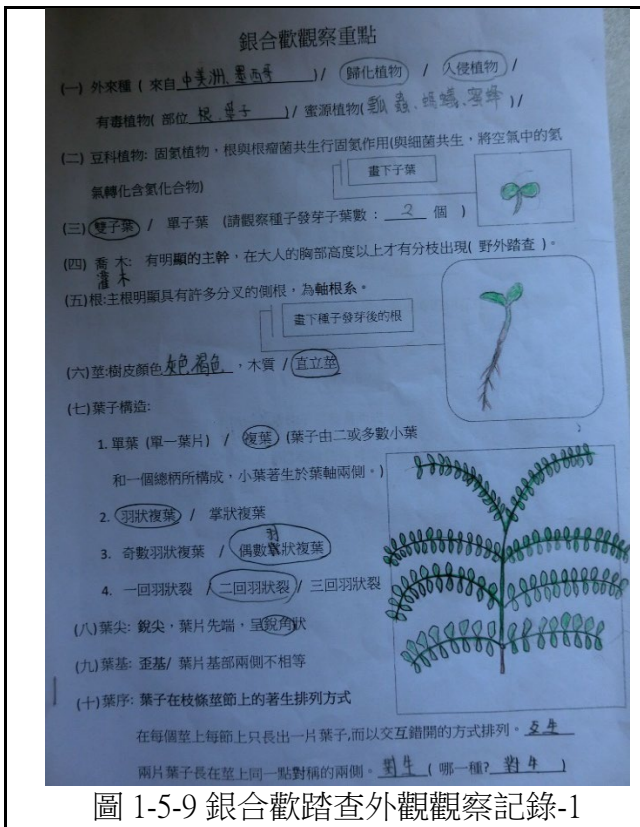 銀合歡觀察重點
(一) 外來種 ( 來自 中美洲、墨西哥 )/ 歸化植物 / 入侵植物 /
有毒植物( 部位 根、葉子 )/ 蜜源植物( 瓢蟲、螞蟻、蜜蜂 )/
(二) 豆科植物: 固氮植物，根與根瘤菌共生行固氮作用(與細菌共生，將空氣中的氮
氣轉化含氮化合物)
畫下子葉
(三) 雙子葉 / 單子葉 (請觀察種子發芽子葉數： 2 個 )
(四) 喬木: 有明顯的主幹，在大人的胸部高度以上才有分枝出現( 野外踏查 )。
灌木
(五)根:主根明顯具有許多分叉的側根，為軸根系。
畫下種子發芽後的根
(六)莖:樹皮顏色 灰色褐色 ，木質 / 直立莖
(七)葉子構造:
1. 單葉 (單一葉片) / 複葉 (葉子由二或多數小葉
和一個總柄所構成，小葉著生於葉軸兩側。)
2. 羽狀複葉 / 掌狀複葉
羽
3. 奇數羽狀複葉 / 偶數掌狀複葉
4. 一回羽狀裂 / 二回羽狀裂 / 三回羽狀裂
(八)葉尖: 銳尖，葉片先端，呈銳角狀
(九)葉基: 歪基/ 葉片基部兩側不相等
(十)葉序: 葉子在枝條莖節上的著生排列方式
在每個莖上每節上只長出一片葉子,而以交互錯開的方式排列。 互生
兩片葉子長在莖上同一點對稱的兩側。 對生 ( 哪一種? 對生 )
圖 1-5-9 銀合歡踏查外觀觀察記錄-1